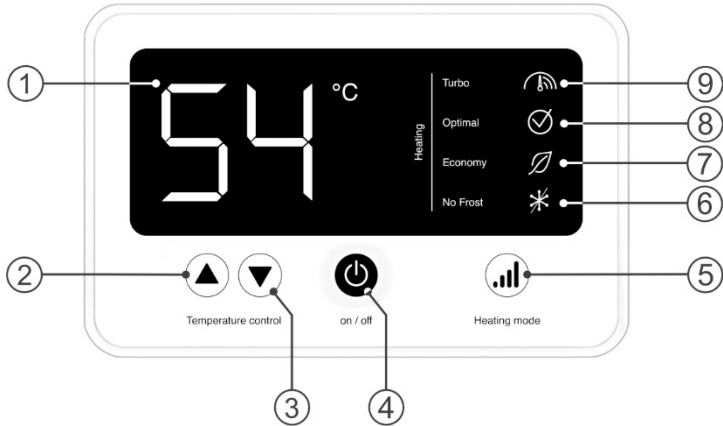 1
54 °C
Heating
Turbo
9
Optimal
8
Economy
7
No Frost
6
2
5
Temperature control
on / off
Heating mode
3
4